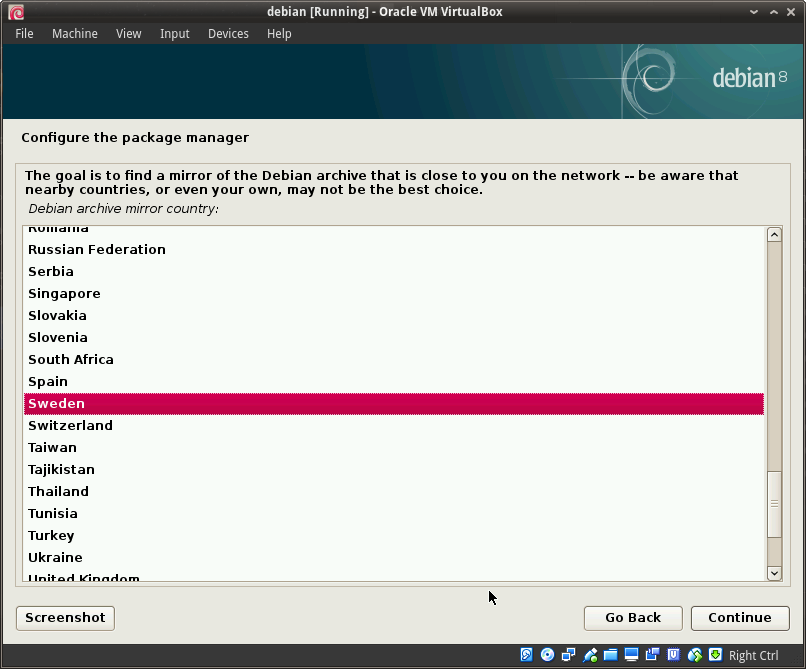 debian [Running] - Oracle VM VirtualBox
File Machine View Input Devices Help
debian 8
Configure the package manager
The goal is to find a mirror of the Debian archive that is close to you on the network -- be aware that
nearby countries, or even your own, may not be the best choice.
Debian archive mirror country:
Romania
Russian Federation
Serbia
Singapore
Slovakia
Slovenia
South Africa
Spain
Sweden
Switzerland
Taiwan
Tajikistan
Thailand
Tunisia
Turkey
Ukraine
United Kingdom
Screenshot Go Back Continue
Right Ctrl